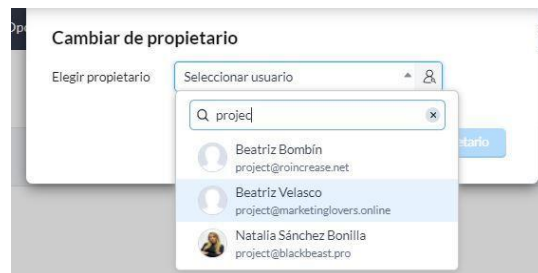 Cambiar de propietario
Elegir propietario
Seleccionar usuario
projec
Beatriz Bombín
project@roincrease.net
Beatriz Velasco
project@marketinglovers.online
Natalia Sánchez Bonilla
project@blackbeast.pro